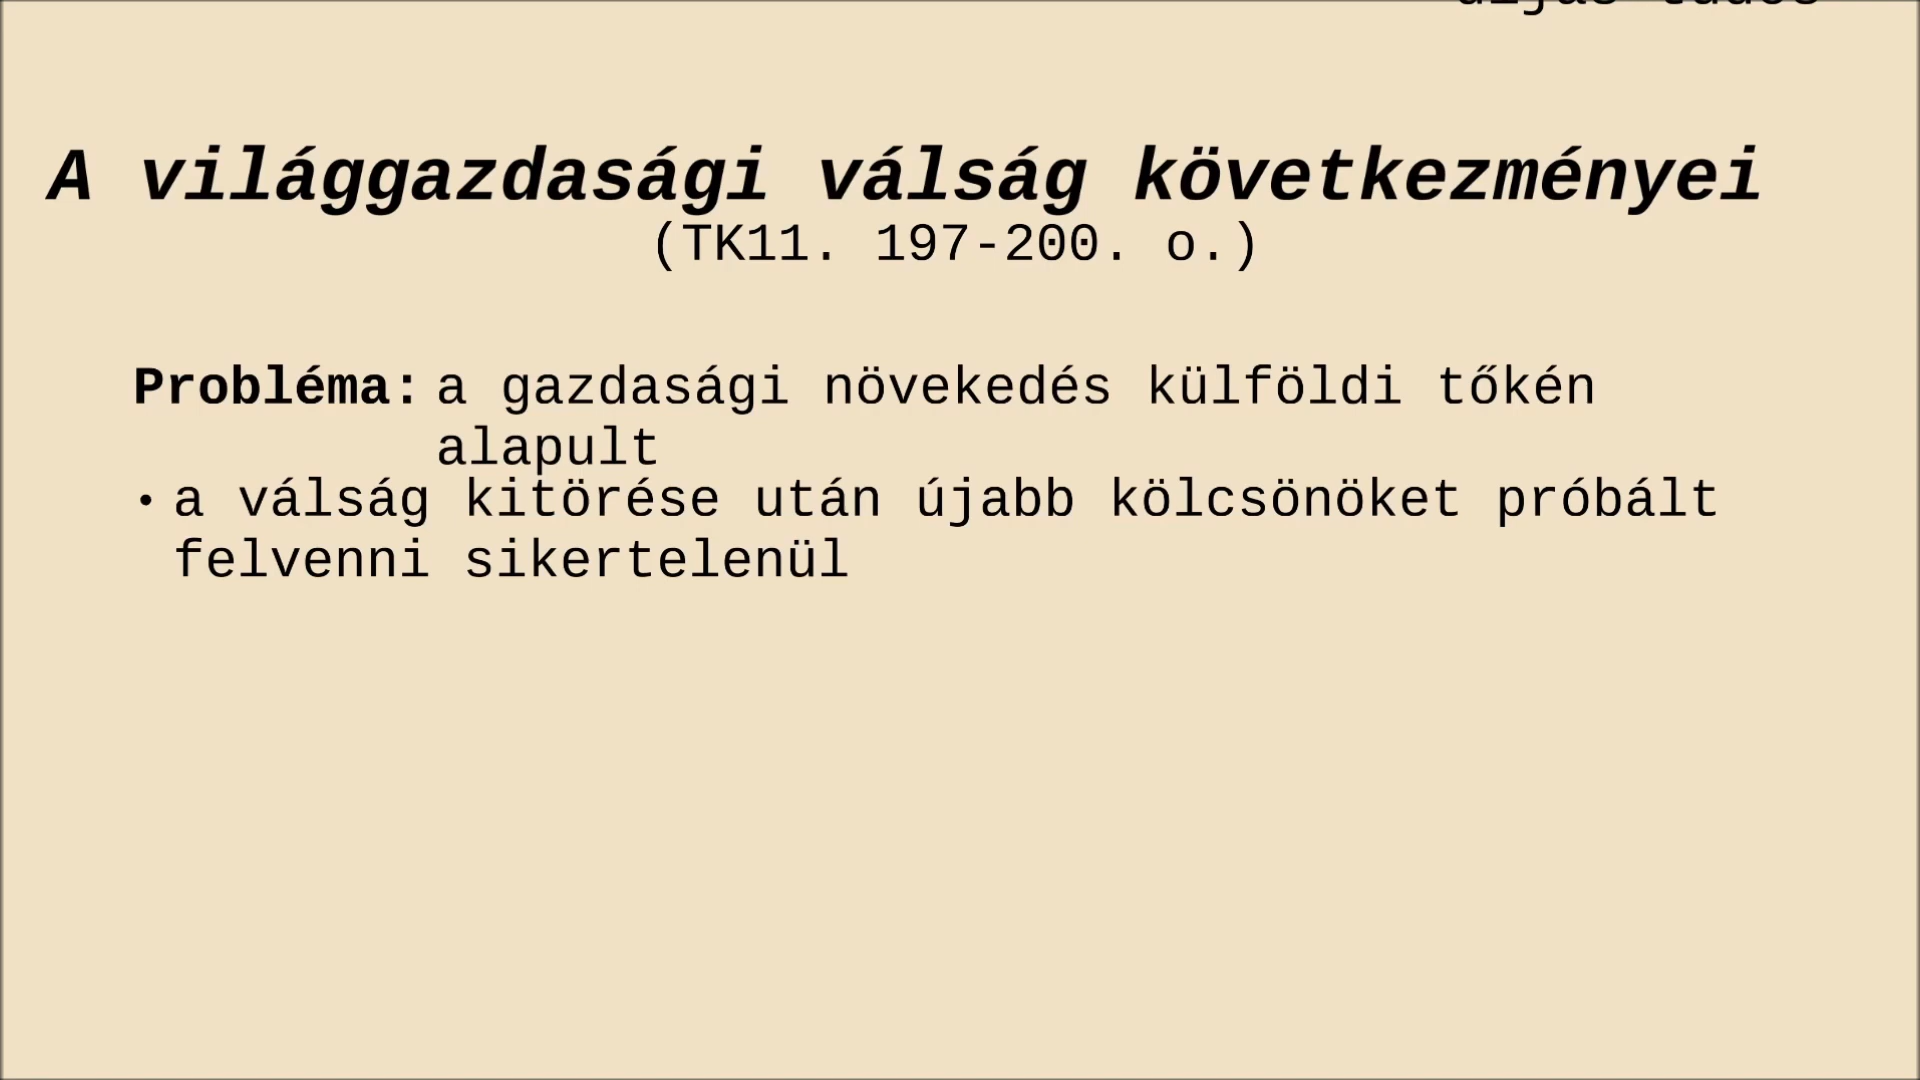 A világgazdasági válság következményei
(TK11. 197-200. o.)
Probléma: a gazdasági növekedés külföldi tőkén
alapult
• a válság kitörése után újabb kölcsönöket próbált
felvenni sikertelenül